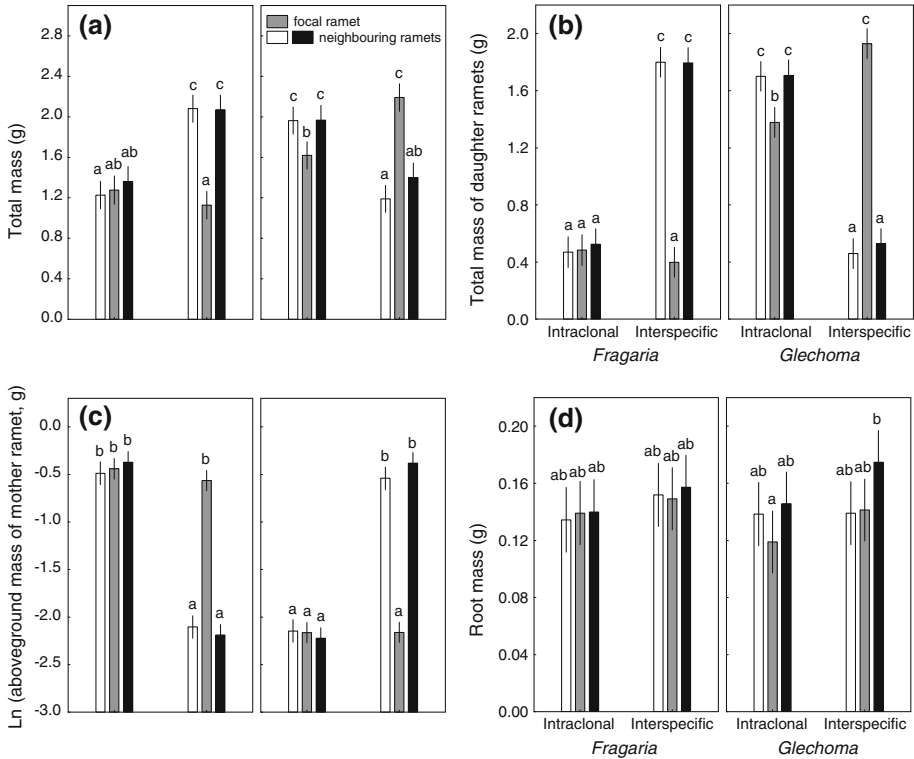 (a)
focal ramet
neighbouring ramets
Total mass (g)
2.8
2.4
2.0
1.6
1.2
0.8
0.4
0.0
a ab ab
c a c
c b c
a c ab
(b)
Total mass of daughter ramets (g)
2.0
1.6
1.2
0.8
0.4
0.0
a a a
c a c
c b c
a c a
Intraclonal Interspecific Intraclonal Interspecific
Fragaria Glechoma
(c)
Ln (aboveground mass of mother ramet, g)
0.0
-0.5
-1.0
-1.5
-2.0
-2.5
-3.0
b b b
a b a
a a a
b a b
(d)
Root mass (g)
0.20
0.16
0.12
0.08
0.04
0.00
ab ab ab
ab ab ab
ab a ab
ab ab b
Intraclonal Interspecific Intraclonal Interspecific
Fragaria Glechoma